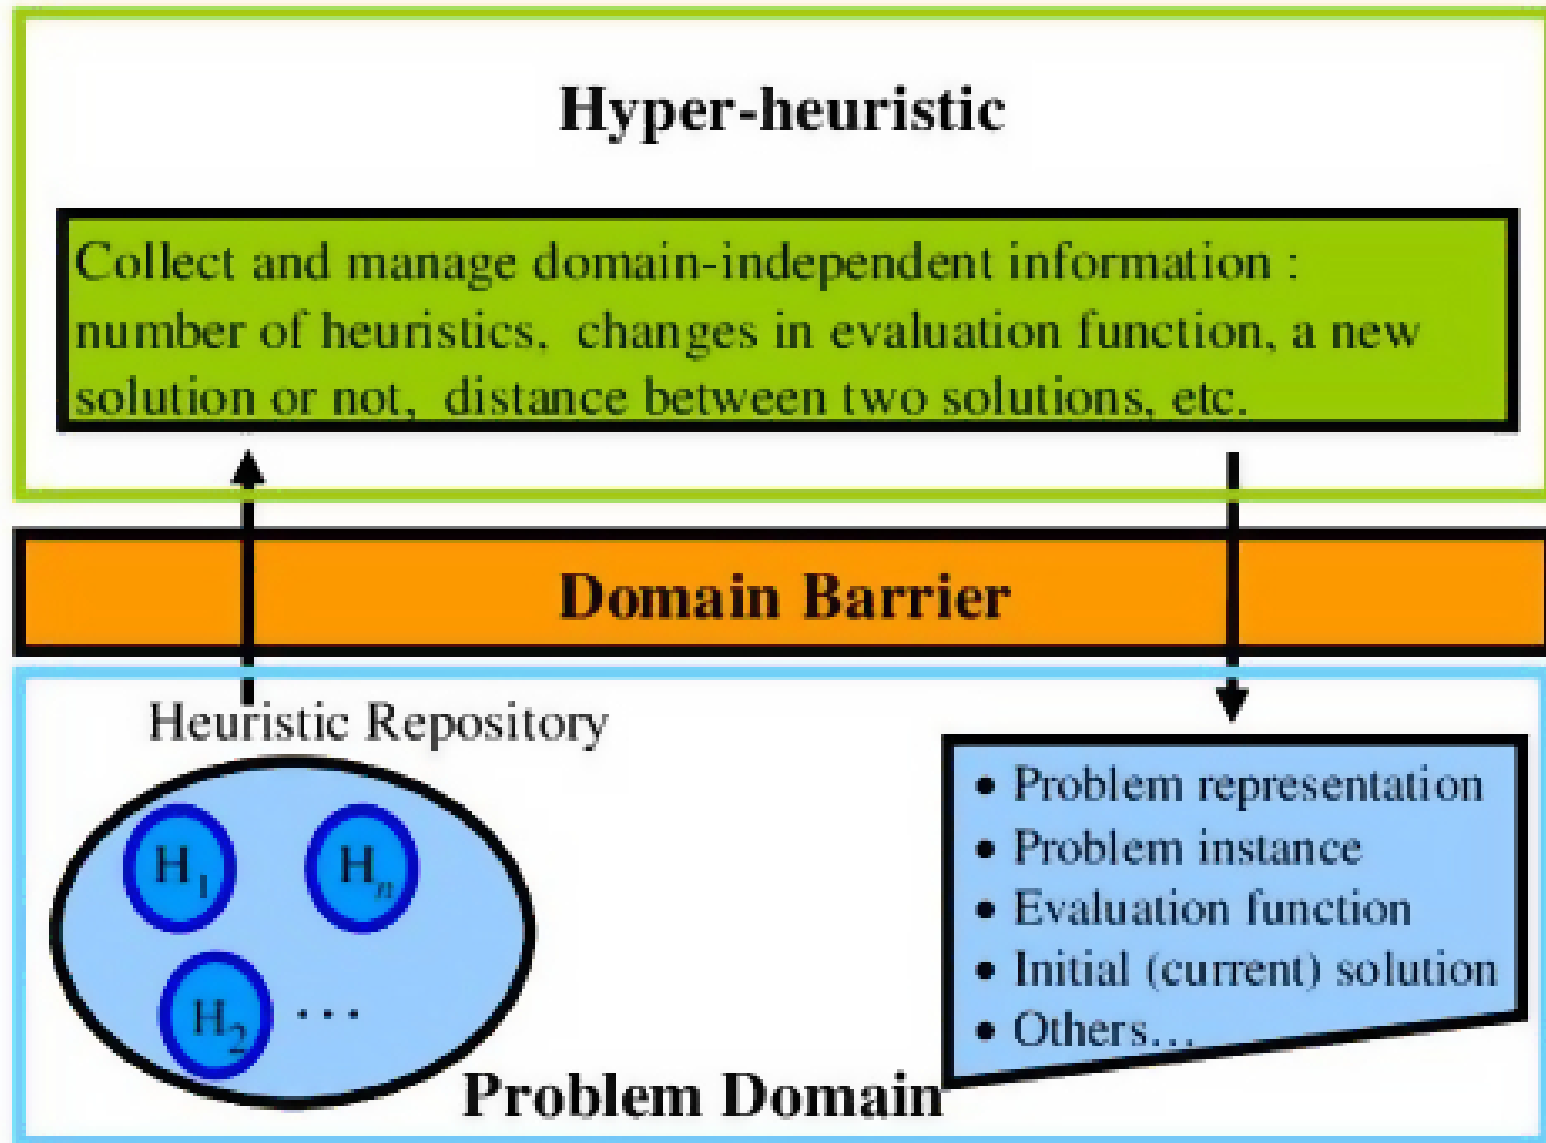 Hyper-heuristic
Collect and manage domain-independent information :
number of heuristics, changes in evaluation function, a new
solution or not, distance between two solutions, etc.
Domain Barrier
Heuristic Repository
H1
Hn
H2 ...
• Problem representation
• Problem instance
• Evaluation function
• Initial (current) solution
• Others...
Problem Domain